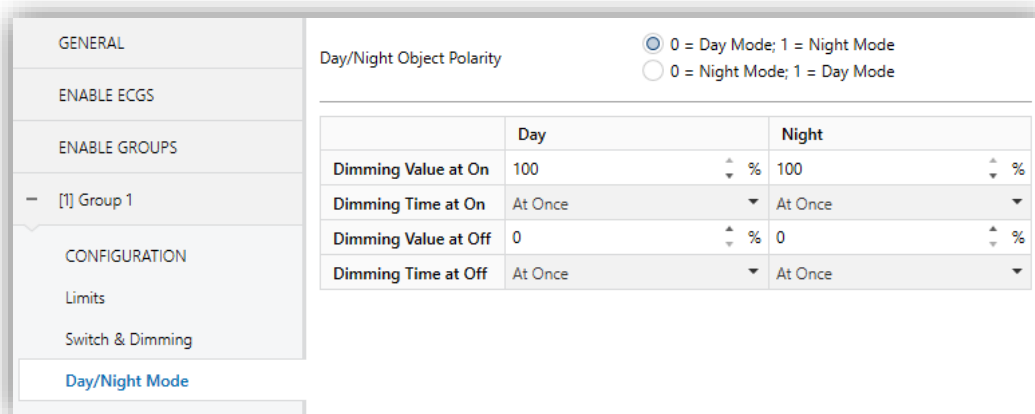 GENERAL
ENABLE ECGS
ENABLE GROUPS
[1] Group 1
CONFIGURATION
Limits
Switch & Dimming
Day/Night Mode
Day/Night Object Polarity
0 = Day Mode; 1 = Night Mode
0 = Night Mode; 1 = Day Mode
Day Night
Dimming Value at On 100 % 100 %
Dimming Time at On At Once At Once
Dimming Value at Off 0 % 0 %
Dimming Time at Off At Once At Once